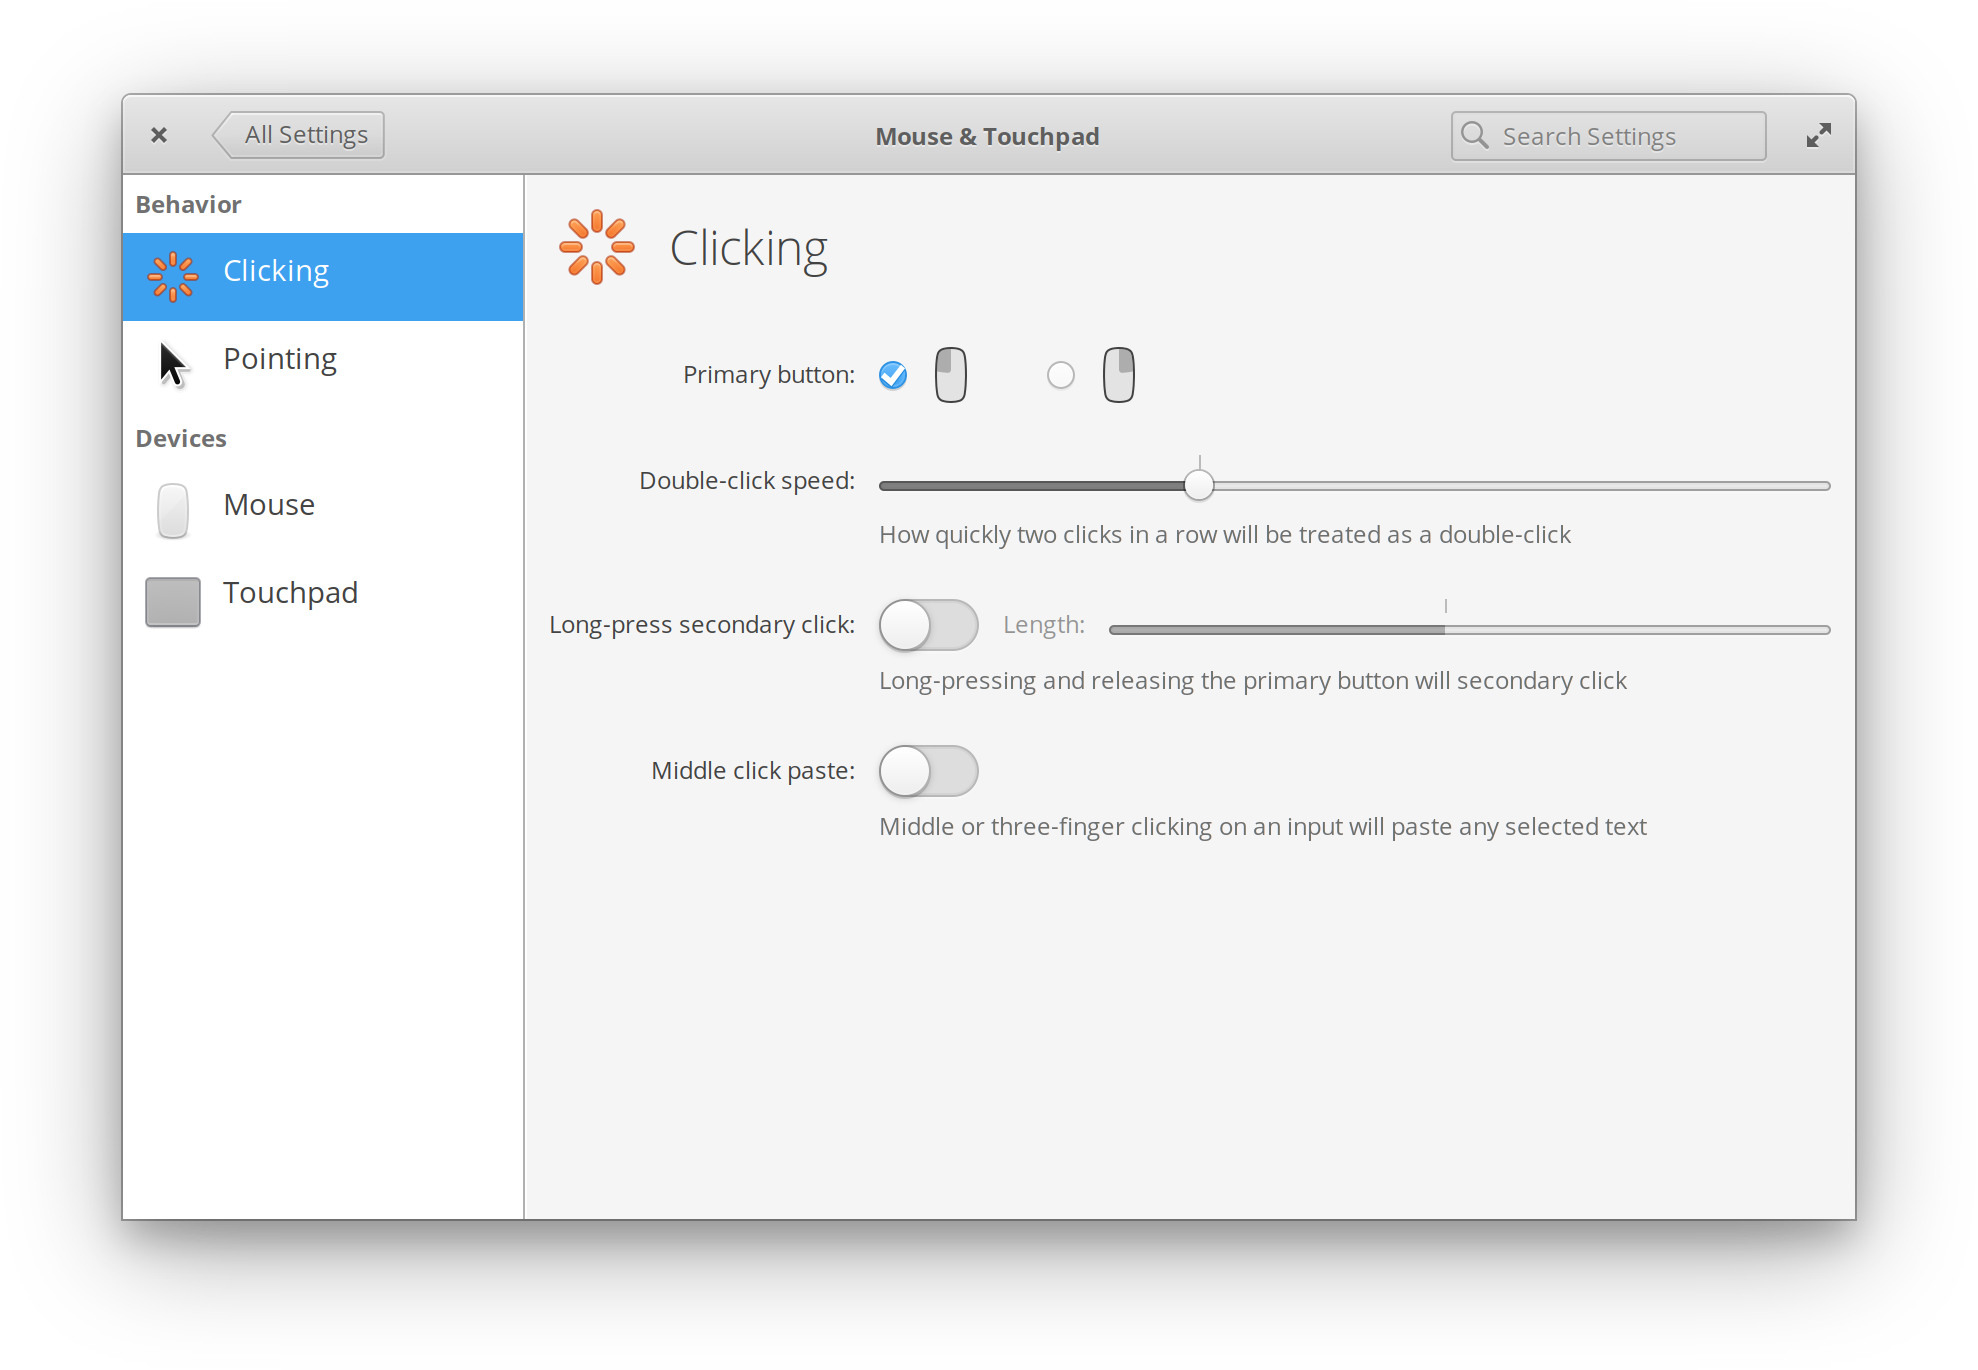 All Settings
Mouse & Touchpad
Search Settings
Behavior
Clicking
Pointing
Devices
Mouse
Touchpad
Clicking
Primary button:
Double-click speed:
How quickly two clicks in a row will be treated as a double-click
Long-press secondary click:
Length:
Long-pressing and releasing the primary button will secondary click
Middle click paste:
Middle or three-finger clicking on an input will paste any selected text